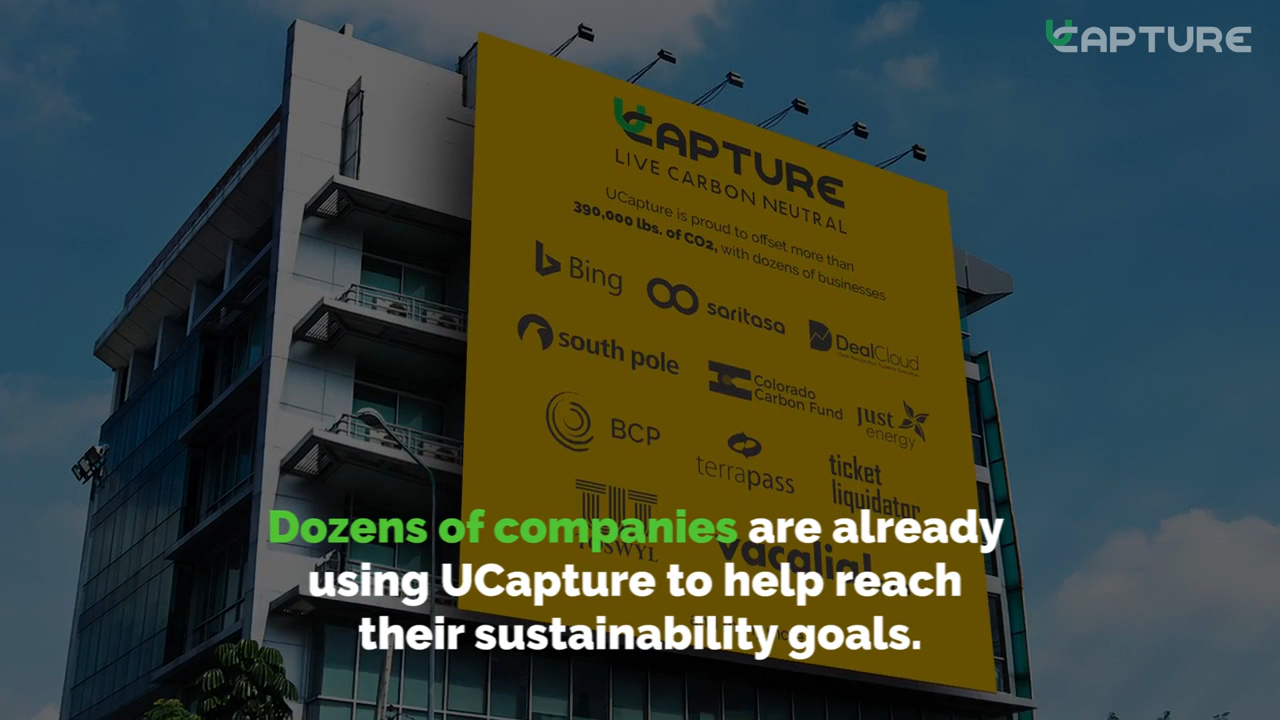 UCAPTURE
UCAPTURE
LIVE CARBON NEUTRAL
UCapture is proud to offset more than
390,000 lbs. of CO2, with dozens of businesses
Bing
saritasa
DealCloud
south pole
Colorado
Carbon Fund
just
energy
BCP
terrapass
ticket
liquidator
Dozens of companies are already
using UCapture to help reach
their sustainability goals.